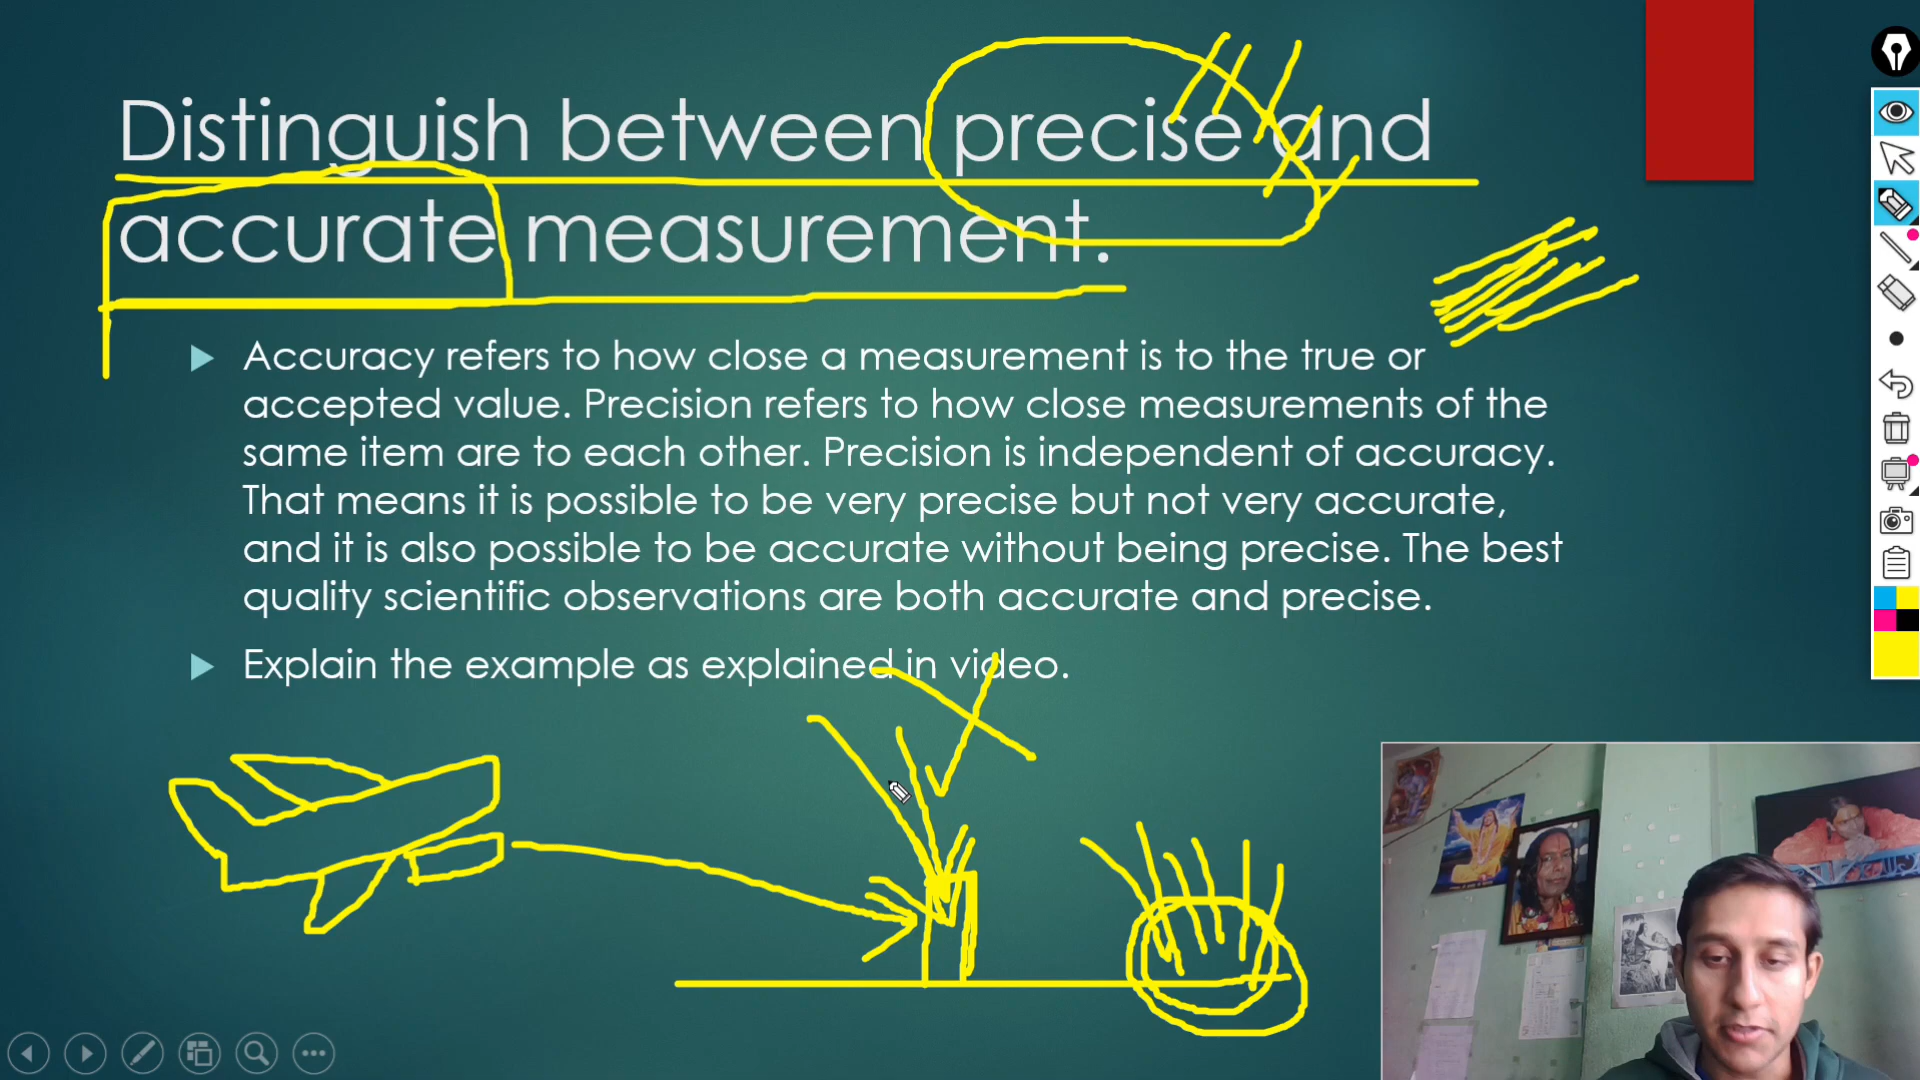 Distinguish between precise and
accurate measurement.
Accuracy refers to how close a measurement is to the true or
accepted value. Precision refers to how close measurements of the
same item are to each other. Precision is independent of accuracy.
That means it is possible to be very precise but not very accurate,
and it is also possible to be accurate without being precise. The best
quality scientific observations are both accurate and precise.
Explain the example as explained in video.